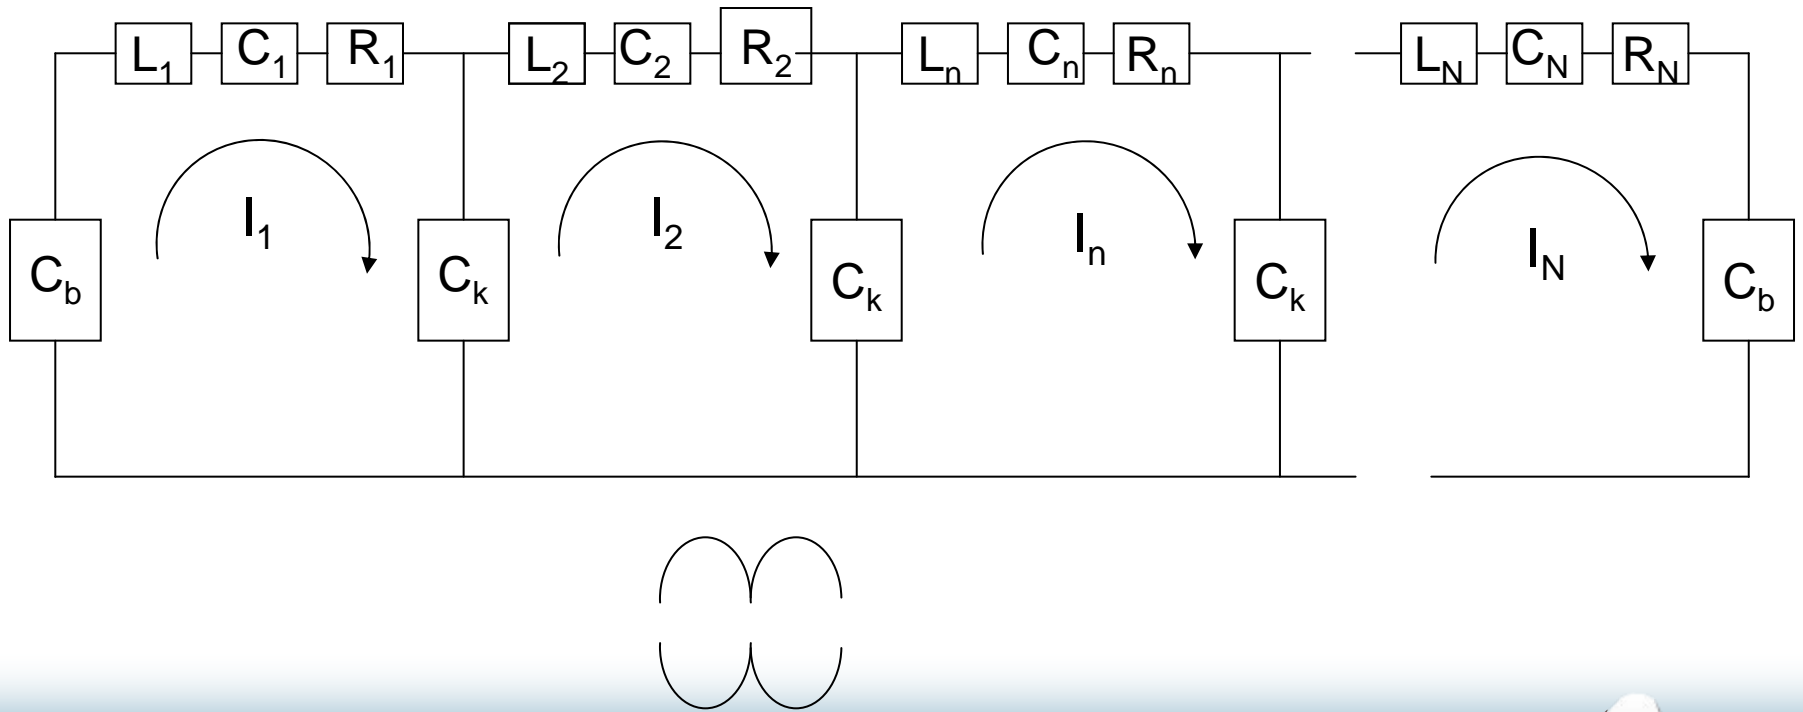 L1 C1 R1 L2 C2 R2 Ln Cn Rn LN CN RN
I1 I2 In IN
Cb Ck Ck Ck Cb